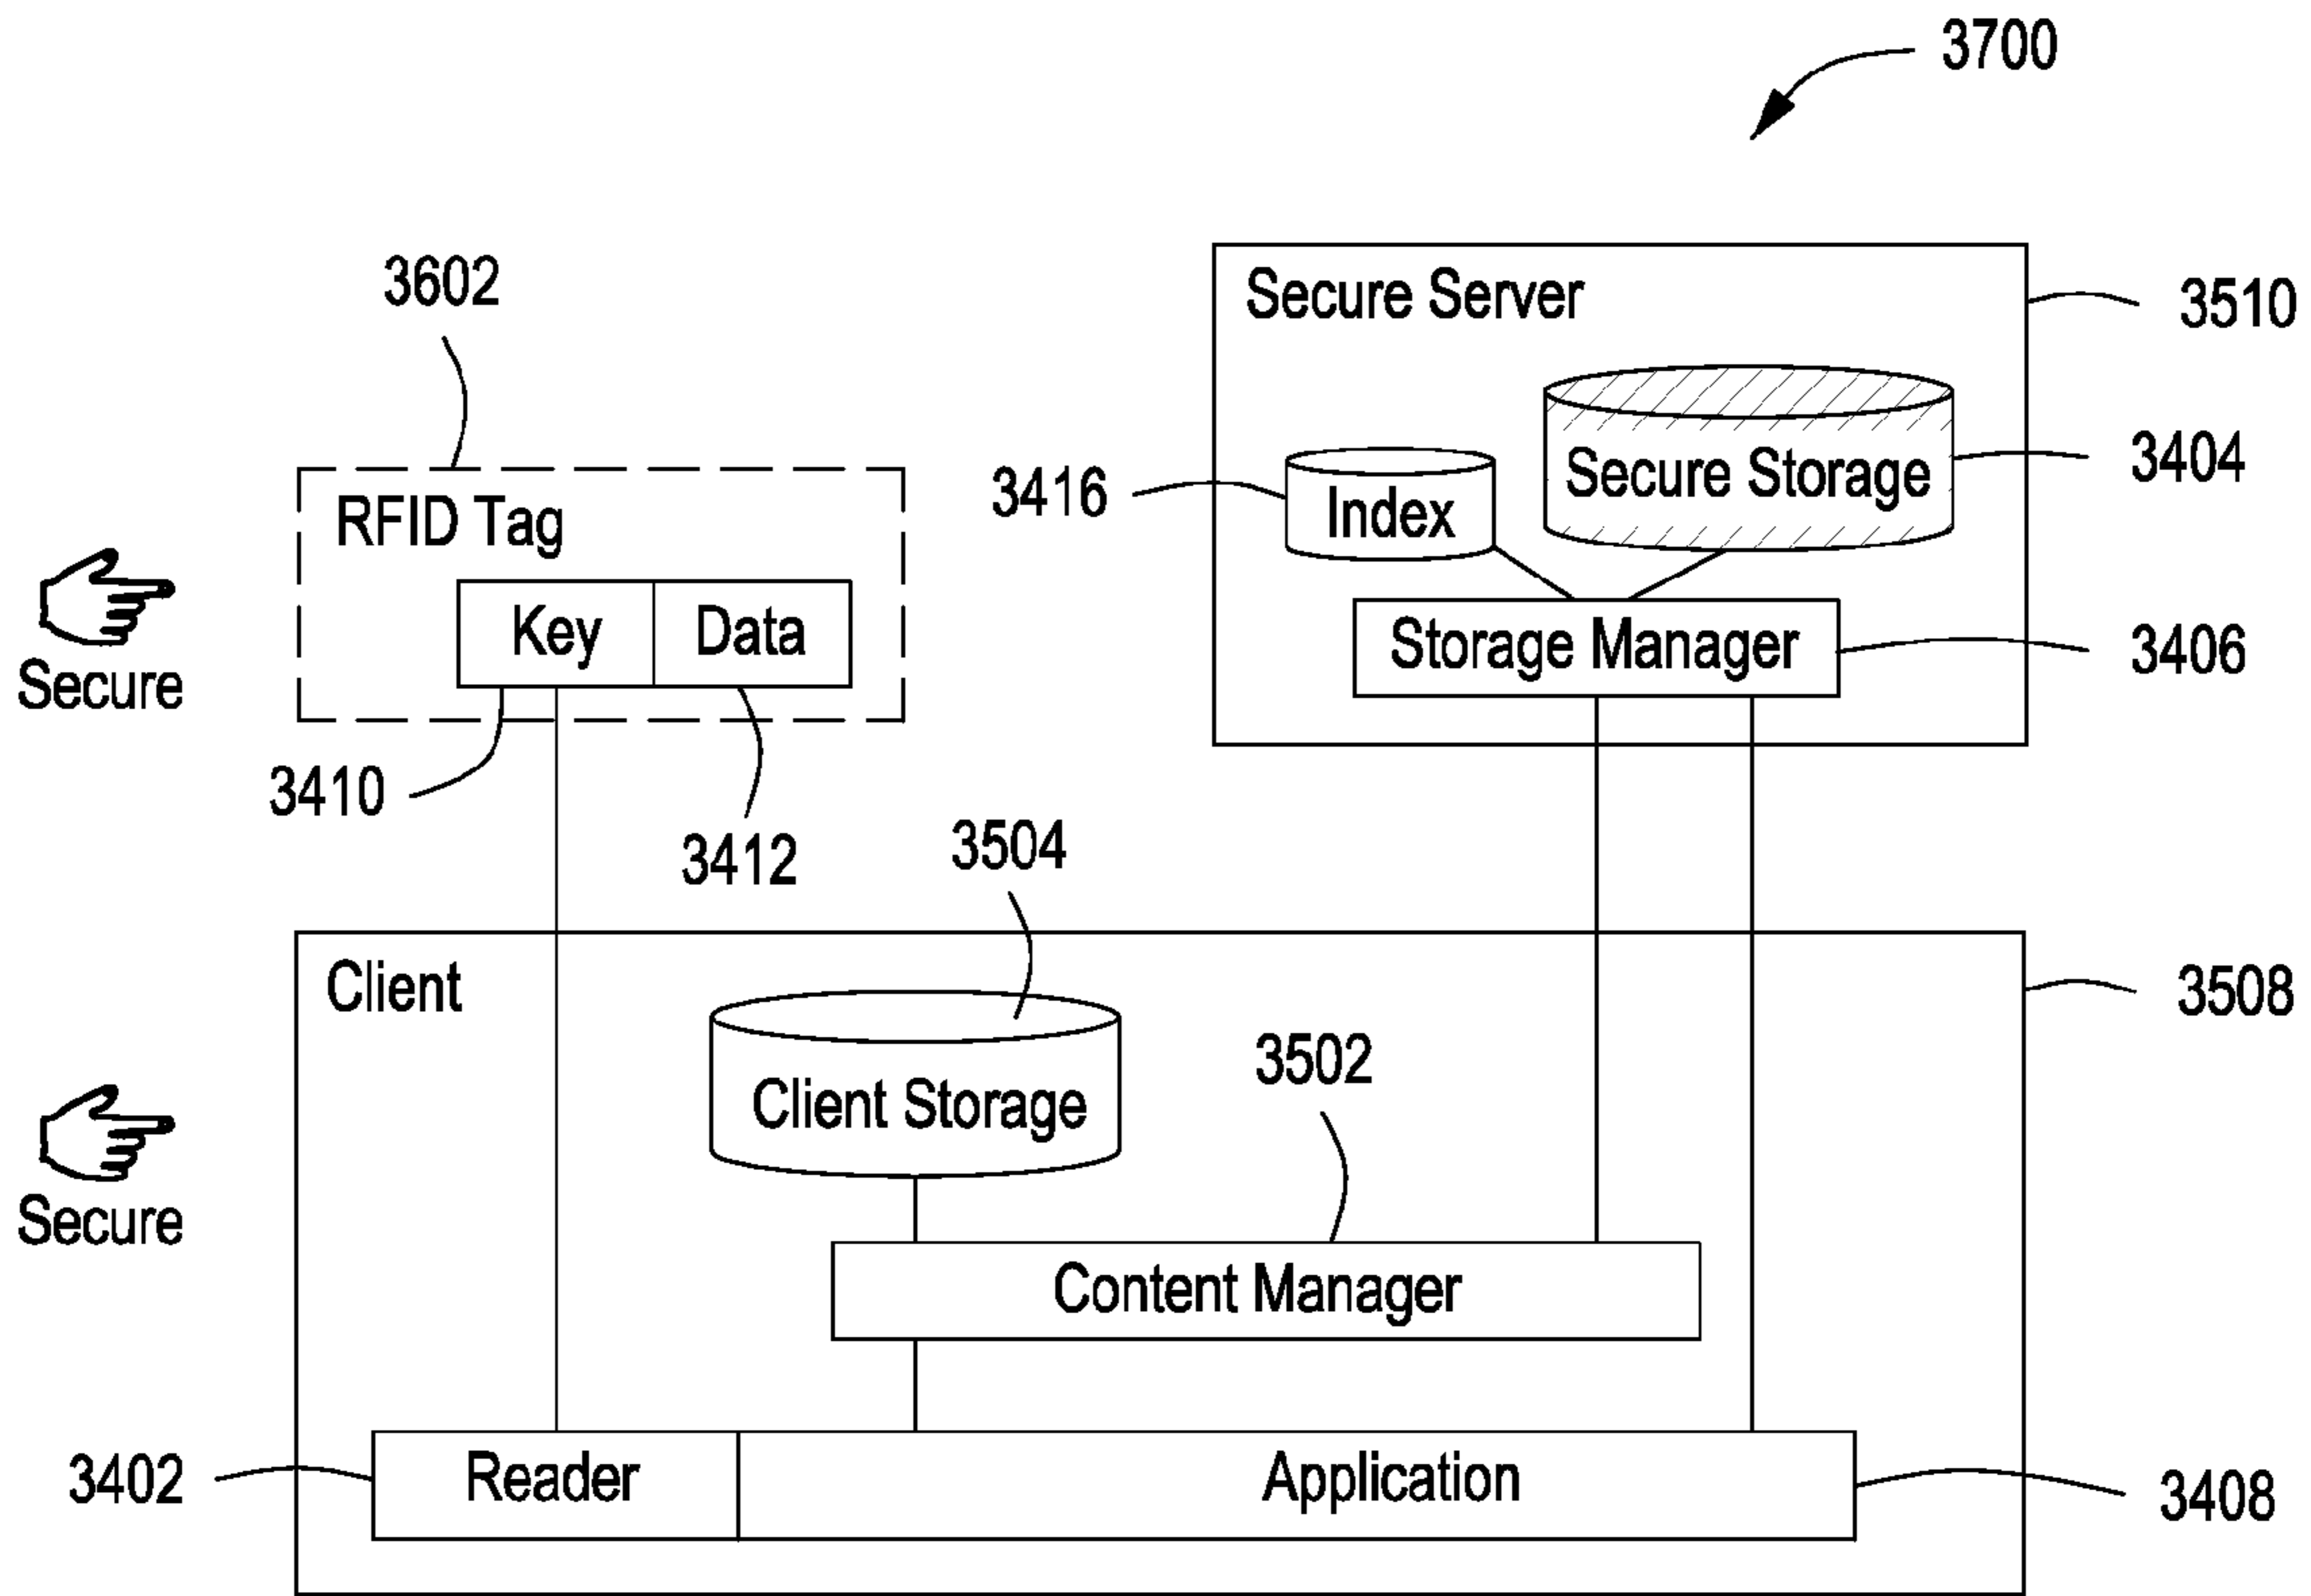 3700
3602
Secure Server
3510
Secure Storage
3404
3416
Index
RFID Tag
Key
Data
Storage Manager
3406
Secure
3410
3412
3504
Client
3508
3502
Client Storage
Secure
Content Manager
3402
Reader
Application
3408